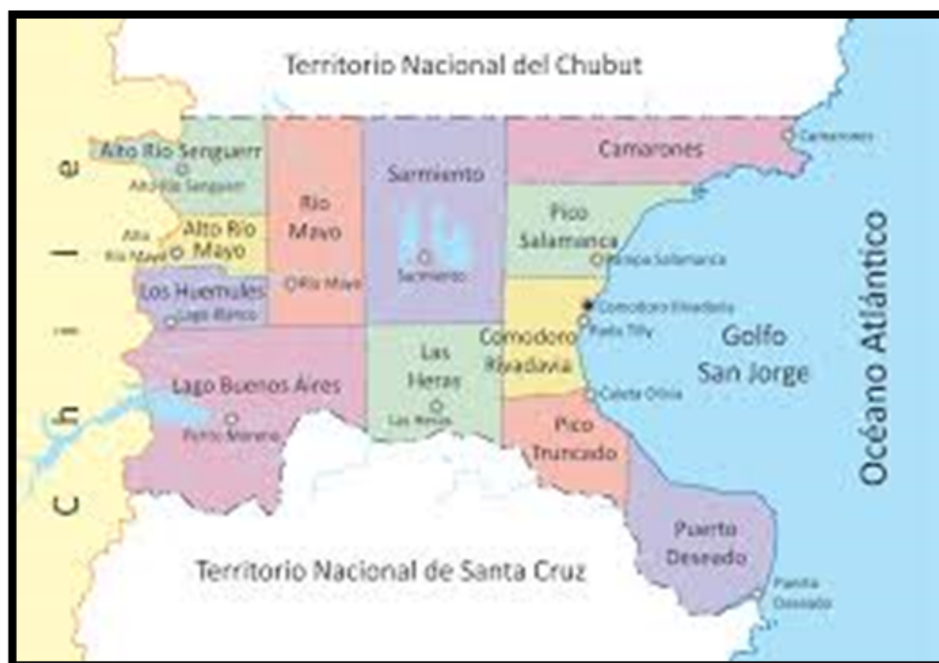 Territorio Nacional del Chubut
Camarones
Camarones
Alto Río Senguerr
Alto Río Senguerr
Sarmiento
Río
Mayo
Pico
Salamanca
Alto Río
Mayo
Alto
Río Mayo
Salamanca
Sarmiento
Río Mayo
Los Huemules
Lago Blanco
Comodoro Rivadavia
Rada Tilly
Comodoro
Rivadavia
Golfo
San Jorge
Océano Atlántico
Chile
Las
Heras
Lago Buenos Aires
Caleta Olivia
Las Heras
Pico
Truncado
Puerto
Deseado
Deseado
Territorio Nacional de Santa Cruz